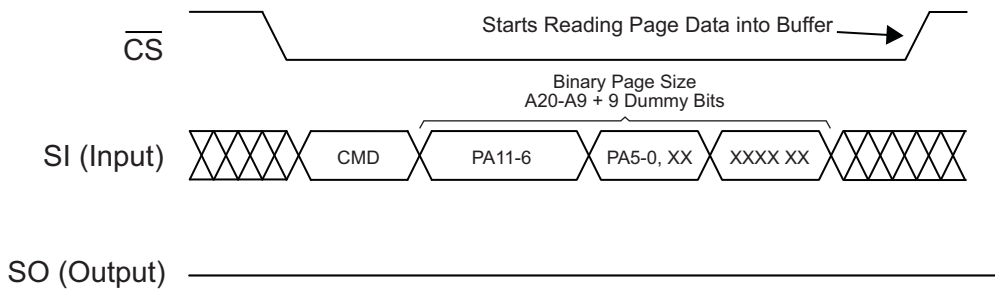 Starts Reading Page Data into Buffer
CS
Binary Page Size
A20-A9 + 9 Dummy Bits
SI (Input)
CMD
PA11-6
PA5-0, XX
XXXX XX
SO (Output)